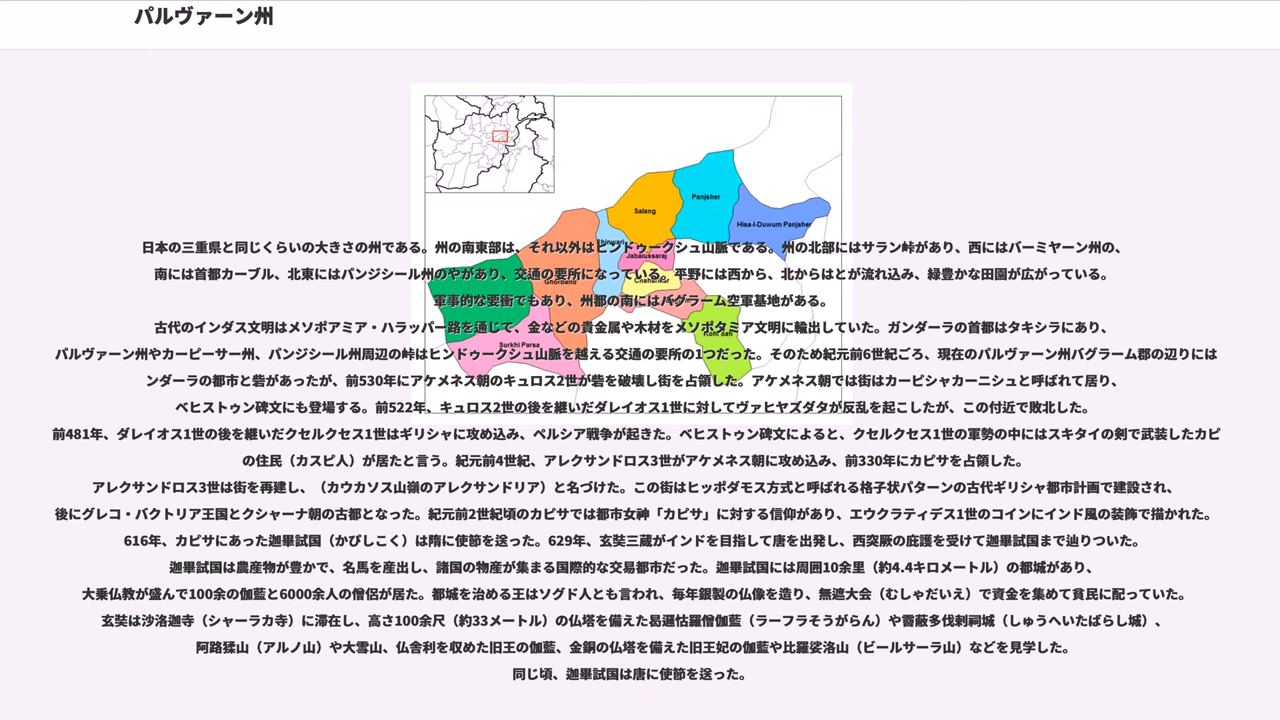 パルヴァーン州
Salang
Panjsher
Hisa-I-Duwum Panjsher
Jabalussaraj
Ghorband
Surkhi Parsa
日本の三重県と同じくらいの大きさの州である。州の南東部は、それ以外はヒンドゥークシュ山脈である。州の北部にはサラン峠があり、西にはバーミヤーン州の、
南には首都カーブル、北東にはパンジシール州のやがあり、交通の要所になっている。平野には西から、北からはとが流れ込み、緑豊かな田園が広がっている。
軍事的な要衝でもあり、州都の南にはバグラーム空軍基地がある。
古代のインダス文明はメソポアミア・ハラッパー路を通じて、金などの貴金属や木材をメソポタミア文明に輸出していた。ガンダーラの首都はタキシラにあり、
パルヴァーン州やカーピーサー州、パンジシール州周辺の峠はヒンドゥークシュ山脈を越える交通の要所の1つだった。そのため紀元前6世紀ごろ、現在のパルヴァーン州バグラーム郡の辺りには
ンダーラの都市と砦があったが、前530年にアケメネス朝のキュロス2世が砦を破壊し街を占領した。アケメネス朝では街はカーピシャカーニシュと呼ばれて居り、
ベヒストゥン碑文にも登場する。前522年、キュロス2世の後を継いだダレイオス1世に対してヴァヒヤズダタが反乱を起こしたが、この付近で敗北した。
前481年、ダレイオス1世の後を継いだクセルクセス1世はギリシャに攻め込み、ペルシア戦争が起きた。ベヒストゥン碑文によると、クセルクセス1世の軍勢の中にはスキタイの剣で武装したカピ
の住民（カスピ人）が居たと言う。紀元前4世紀、アレクサンドロス3世がアケメネス朝に攻め込み、前330年にカピサを占領した。
アレクサンドロス3世は街を再建し、（カウカソス山嶺のアレクサンドリア）と名づけた。この街はヒッポダモス方式と呼ばれる格子状パターンの古代ギリシャ都市計画で建設され、
後にグレコ・バクトリア王国とクシャーナ朝の古都となった。紀元前2世紀頃のカピサでは都市女神「カピサ」に対する信仰があり、エウクラティデス1世のコインにインド風の装飾で描かれた。
616年、カピサにあった迦畢試国（かぴしこく）は隋に使節を送った。629年、玄奘三蔵がインドを目指して唐を出発し、西突厥の庇護を受けて迦畢試国まで辿りついた。
迦畢試国は農産物が豊かで、名馬を産出し、諸国の物産が集まる国際的な交易都市だった。迦畢試国には周囲10余里（約4.4キロメートル）の都城があり、
大乗仏教が盛んで100余の伽藍と6000余人の僧侶が居た。都城を治める王はソグド人とも言われ、毎年銀製の仏像を造り、無遮大会（むしゃだいえ）で資金を集めて貧民に配っていた。
玄奘は沙洛迦寺（シャーラカ寺）に滞在し、高さ100余尺（約33メートル）の仏塔を備えた曷邏怙羅僧伽藍（ラーフラそうがらん）や霫蔽多伐剌祠城（しゅうへいたばらし城）、
阿路猱山（アルノ山）や大雪山、仏舎利を収めた旧王の伽藍、金銅の仏塔を備えた旧王妃の伽藍や比羅娑洛山（ピールサーラ山）などを見学した。
同じ頃、迦畢試国は唐に使節を送った。